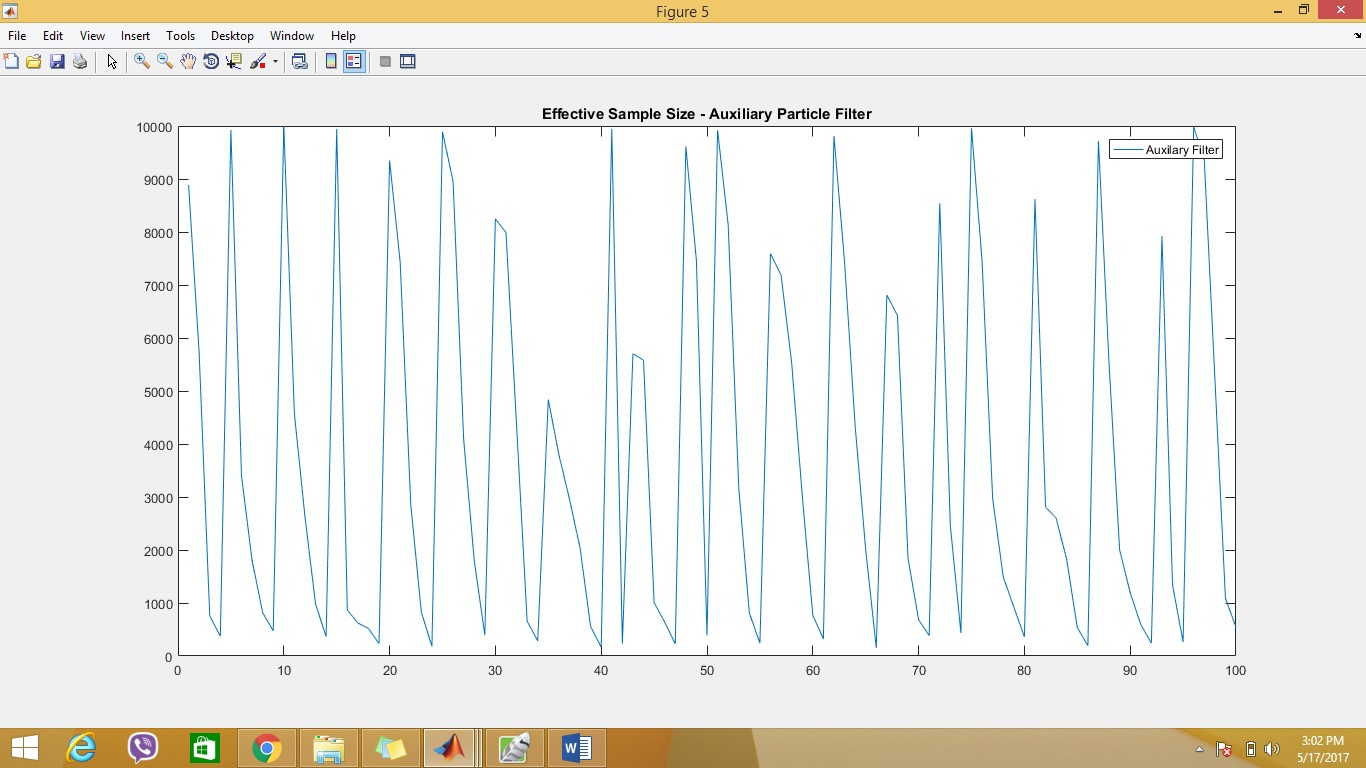 Figure 5
File Edit View Insert Tools Desktop Window Help
Effective Sample Size - Auxiliary Particle Filter
Auxilary Filter
10000
9000
8000
7000
6000
5000
4000
3000
2000
1000
0
0 10 20 30 40 50 60 70 80 90 100
3:02 PM
5/17/2017